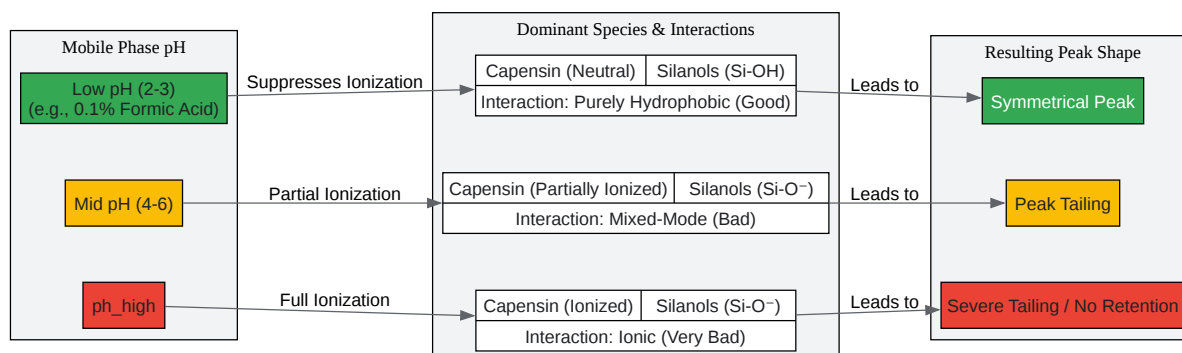 Mobile Phase pH
Dominant Species & Interactions
Resulting Peak Shape
Low pH (2-3)
(e.g., 0.1% Formic Acid)
Suppresses Ionization
Capensin (Neutral) Silanols (Si-OH)
Interaction: Purely Hydrophobic (Good)
Leads to
Symmetrical Peak
Mid pH (4-6)
Partial Ionization
Capensin (Partially Ionized) Silanols (Si-O⁻)
Interaction: Mixed-Mode (Bad)
Leads to
Peak Tailing
ph_high
Full Ionization
Capensin (Ionized) Silanols (Si-O⁻)
Interaction: Ionic (Very Bad)
Leads to
Severe Tailing / No Retention